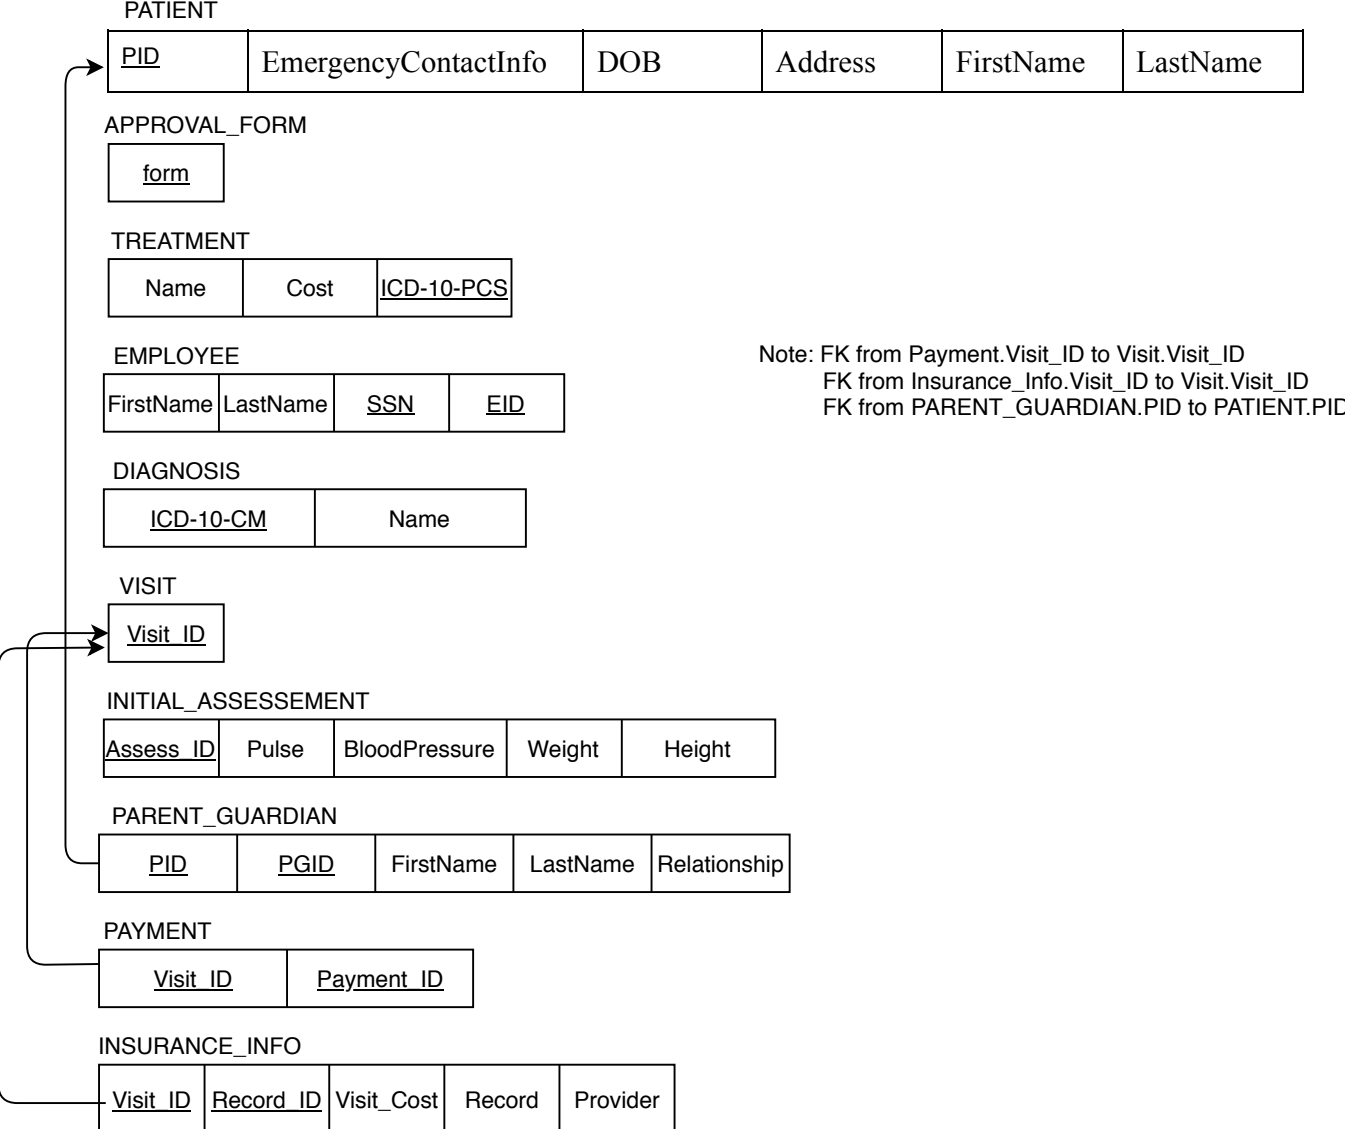 PATIENT
PID EmergencyContactInfo DOB Address FirstName LastName
APPROVAL_FORM
form
TREATMENT
Name Cost ICD-10-PCS
EMPLOYEE
FirstName LastName SSN EID
Note: FK from Payment.Visit_ID to Visit.Visit_ID
FK from Insurance_Info.Visit_ID to Visit.Visit_ID
FK from PARENT_GUARDIAN.PID to PATIENT.PID
DIAGNOSIS
ICD-10-CM Name
VISIT
Visit_ID
INITIAL_ASSESSEMENT
Assess_ID Pulse BloodPressure Weight Height
PARENT_GUARDIAN
PID PGID FirstName LastName Relationship
PAYMENT
Visit_ID Payment_ID
INSURANCE_INFO
Visit_ID Record_ID Visit_Cost Record Provider